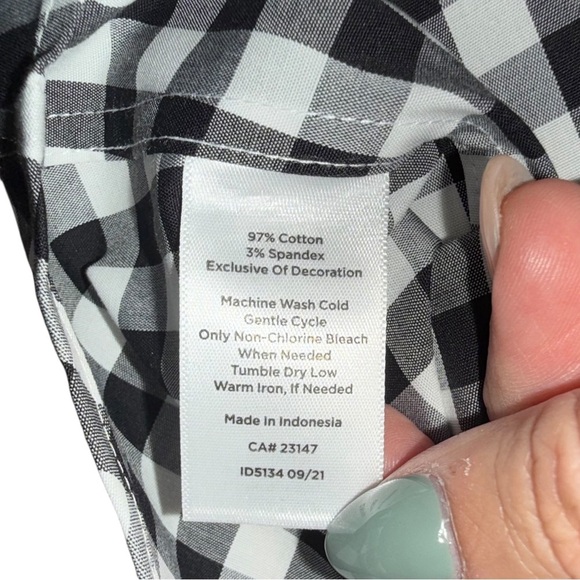 97% Cotton
3% Spandex
Exclusive Of Decoration
Machine Wash Cold
Gentle Cycle
Only Non-Chlorine Bleach
When Needed
Tumble Dry Low
Warm Iron, If Needed
Made in Indonesia
CA# 23147
ID5134 09/21